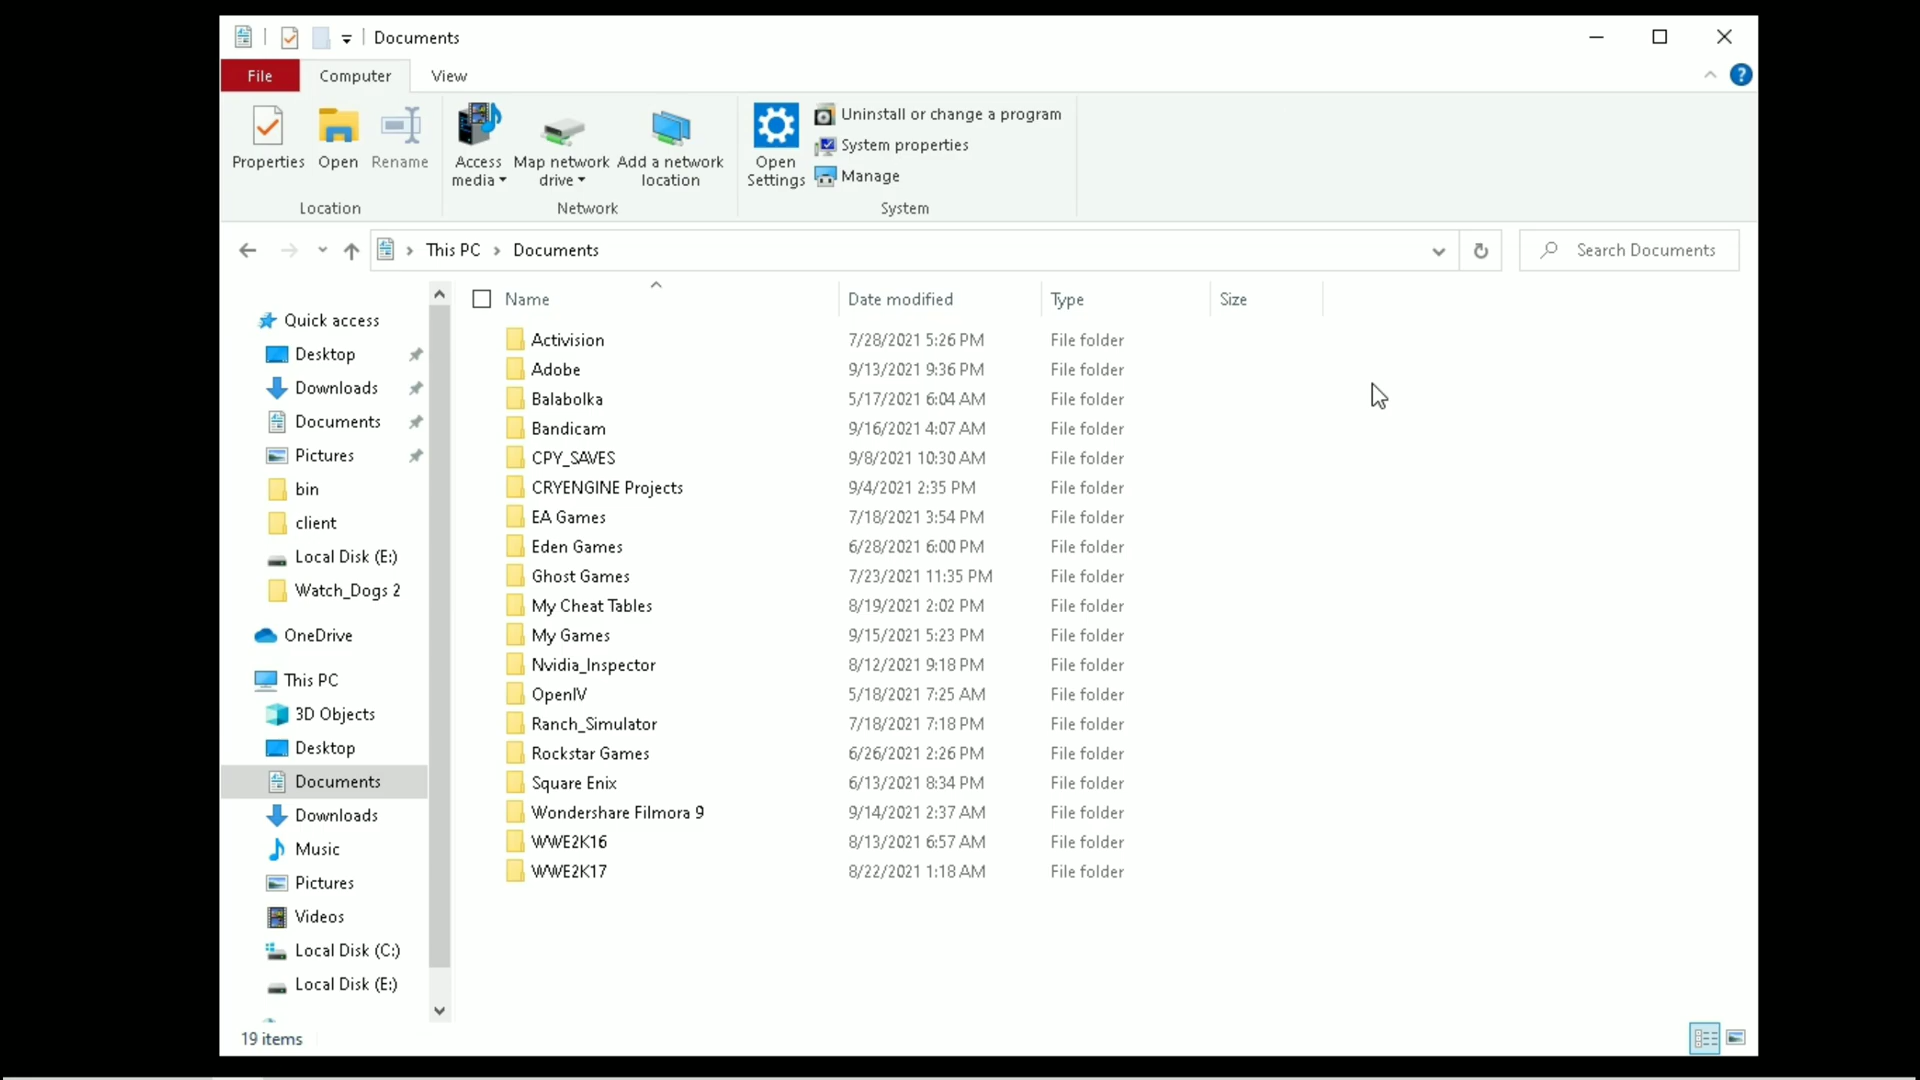 Documents
File Computer View
Properties Open Rename
Access media Map network drive Add a network location
Open Settings
Uninstall or change a program
System properties
Manage
Location Network System
This PC Documents
Search Documents
Name Date modified Type Size
Quick access
Desktop
Downloads
Documents
Pictures
bin
client
Local Disk (E:)
Watch_Dogs 2
OneDrive
This PC
3D Objects
Desktop
Documents
Downloads
Music
Pictures
Videos
Local Disk (C:)
Local Disk (E:)
Activision 7/28/2021 5:26 PM File folder
Adobe 9/13/2021 9:36 PM File folder
Balabolka 5/17/2021 6:04 AM File folder
Bandicam 9/16/2021 4:07 AM File folder
CPY_SAVES 9/8/2021 10:30 AM File folder
CRYENGINE Projects 9/4/2021 2:35 PM File folder
EA Games 7/18/2021 3:54 PM File folder
Eden Games 6/28/2021 6:00 PM File folder
Ghost Games 7/23/2021 11:35 PM File folder
My Cheat Tables 8/19/2021 2:02 PM File folder
My Games 9/15/2021 5:23 PM File folder
Nvidia_Inspector 8/12/2021 9:18 PM File folder
OpenIV 5/18/2021 7:25 AM File folder
Ranch_Simulator 7/18/2021 7:18 PM File folder
Rockstar Games 6/26/2021 2:26 PM File folder
Square Enix 6/13/2021 8:34 PM File folder
Wondershare Filmora 9 9/14/2021 2:37 AM File folder
WWE2K16 8/13/2021 6:57 AM File folder
WWE2K17 8/22/2021 1:18 AM File folder
19 items